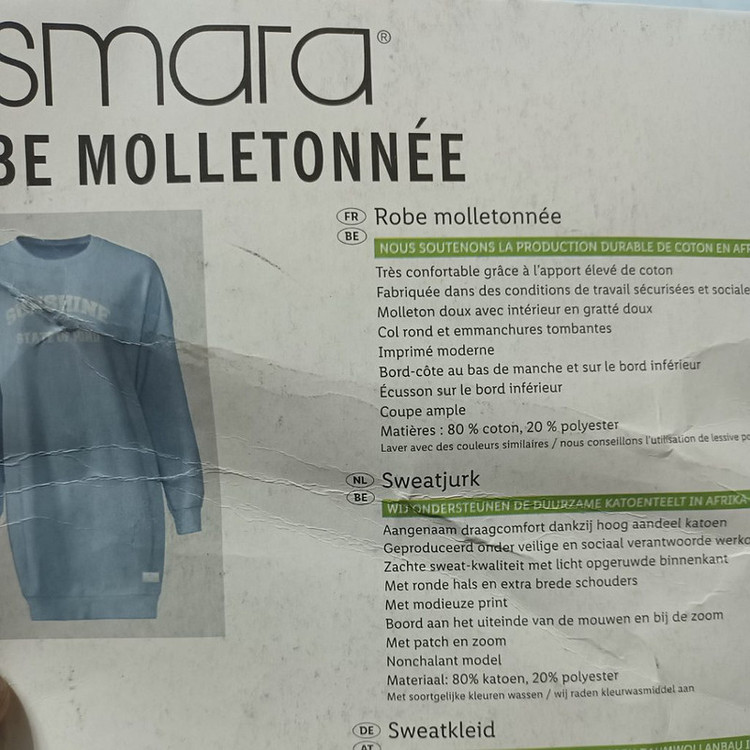 smara®
BE MOLLETONNÉE
SUNSHINE
STATE OF MIND
FR
BE
Robe molletonnée
NOUS SOUTENONS LA PRODUCTION DURABLE DE COTON EN AFR
Très confortable grâce à l'apport élevé de coton
Fabriquée dans des conditions de travail sécurisées et sociale
Molleton doux avec intérieur en gratté doux
Col rond et emmanchures tombantes
Imprimé moderne
Bord-côte au bas de manche et sur le bord inférieur
Écusson sur le bord inférieur
Coupe ample
Matières : 80 % coton, 20 % polyester
Laver avec des couleurs similaires / nous conseillons l'utilisation de lessive po
NL
BE
Sweatjurk
WIJ ONDERSTEUNEN DE DUURZAME KATOENTEELT IN AFRIKA
Aangenaam draagcomfort dankzij hoog aandeel katoen
Geproduceerd onder veilige en sociaal verantwoorde werko
Zachte sweat-kwaliteit met licht opgeruwde binnenkant
Met ronde hals en extra brede schouders
Met modieuze print
Boord aan het uiteinde van de mouwen en bij de zoom
Met patch en zoom
Nonchalant model
Materiaal: 80% katoen, 20% polyester
Met soortgelijke kleuren wassen / wij raden kleurwasmiddel aan
DE
AT
Sweatkleid